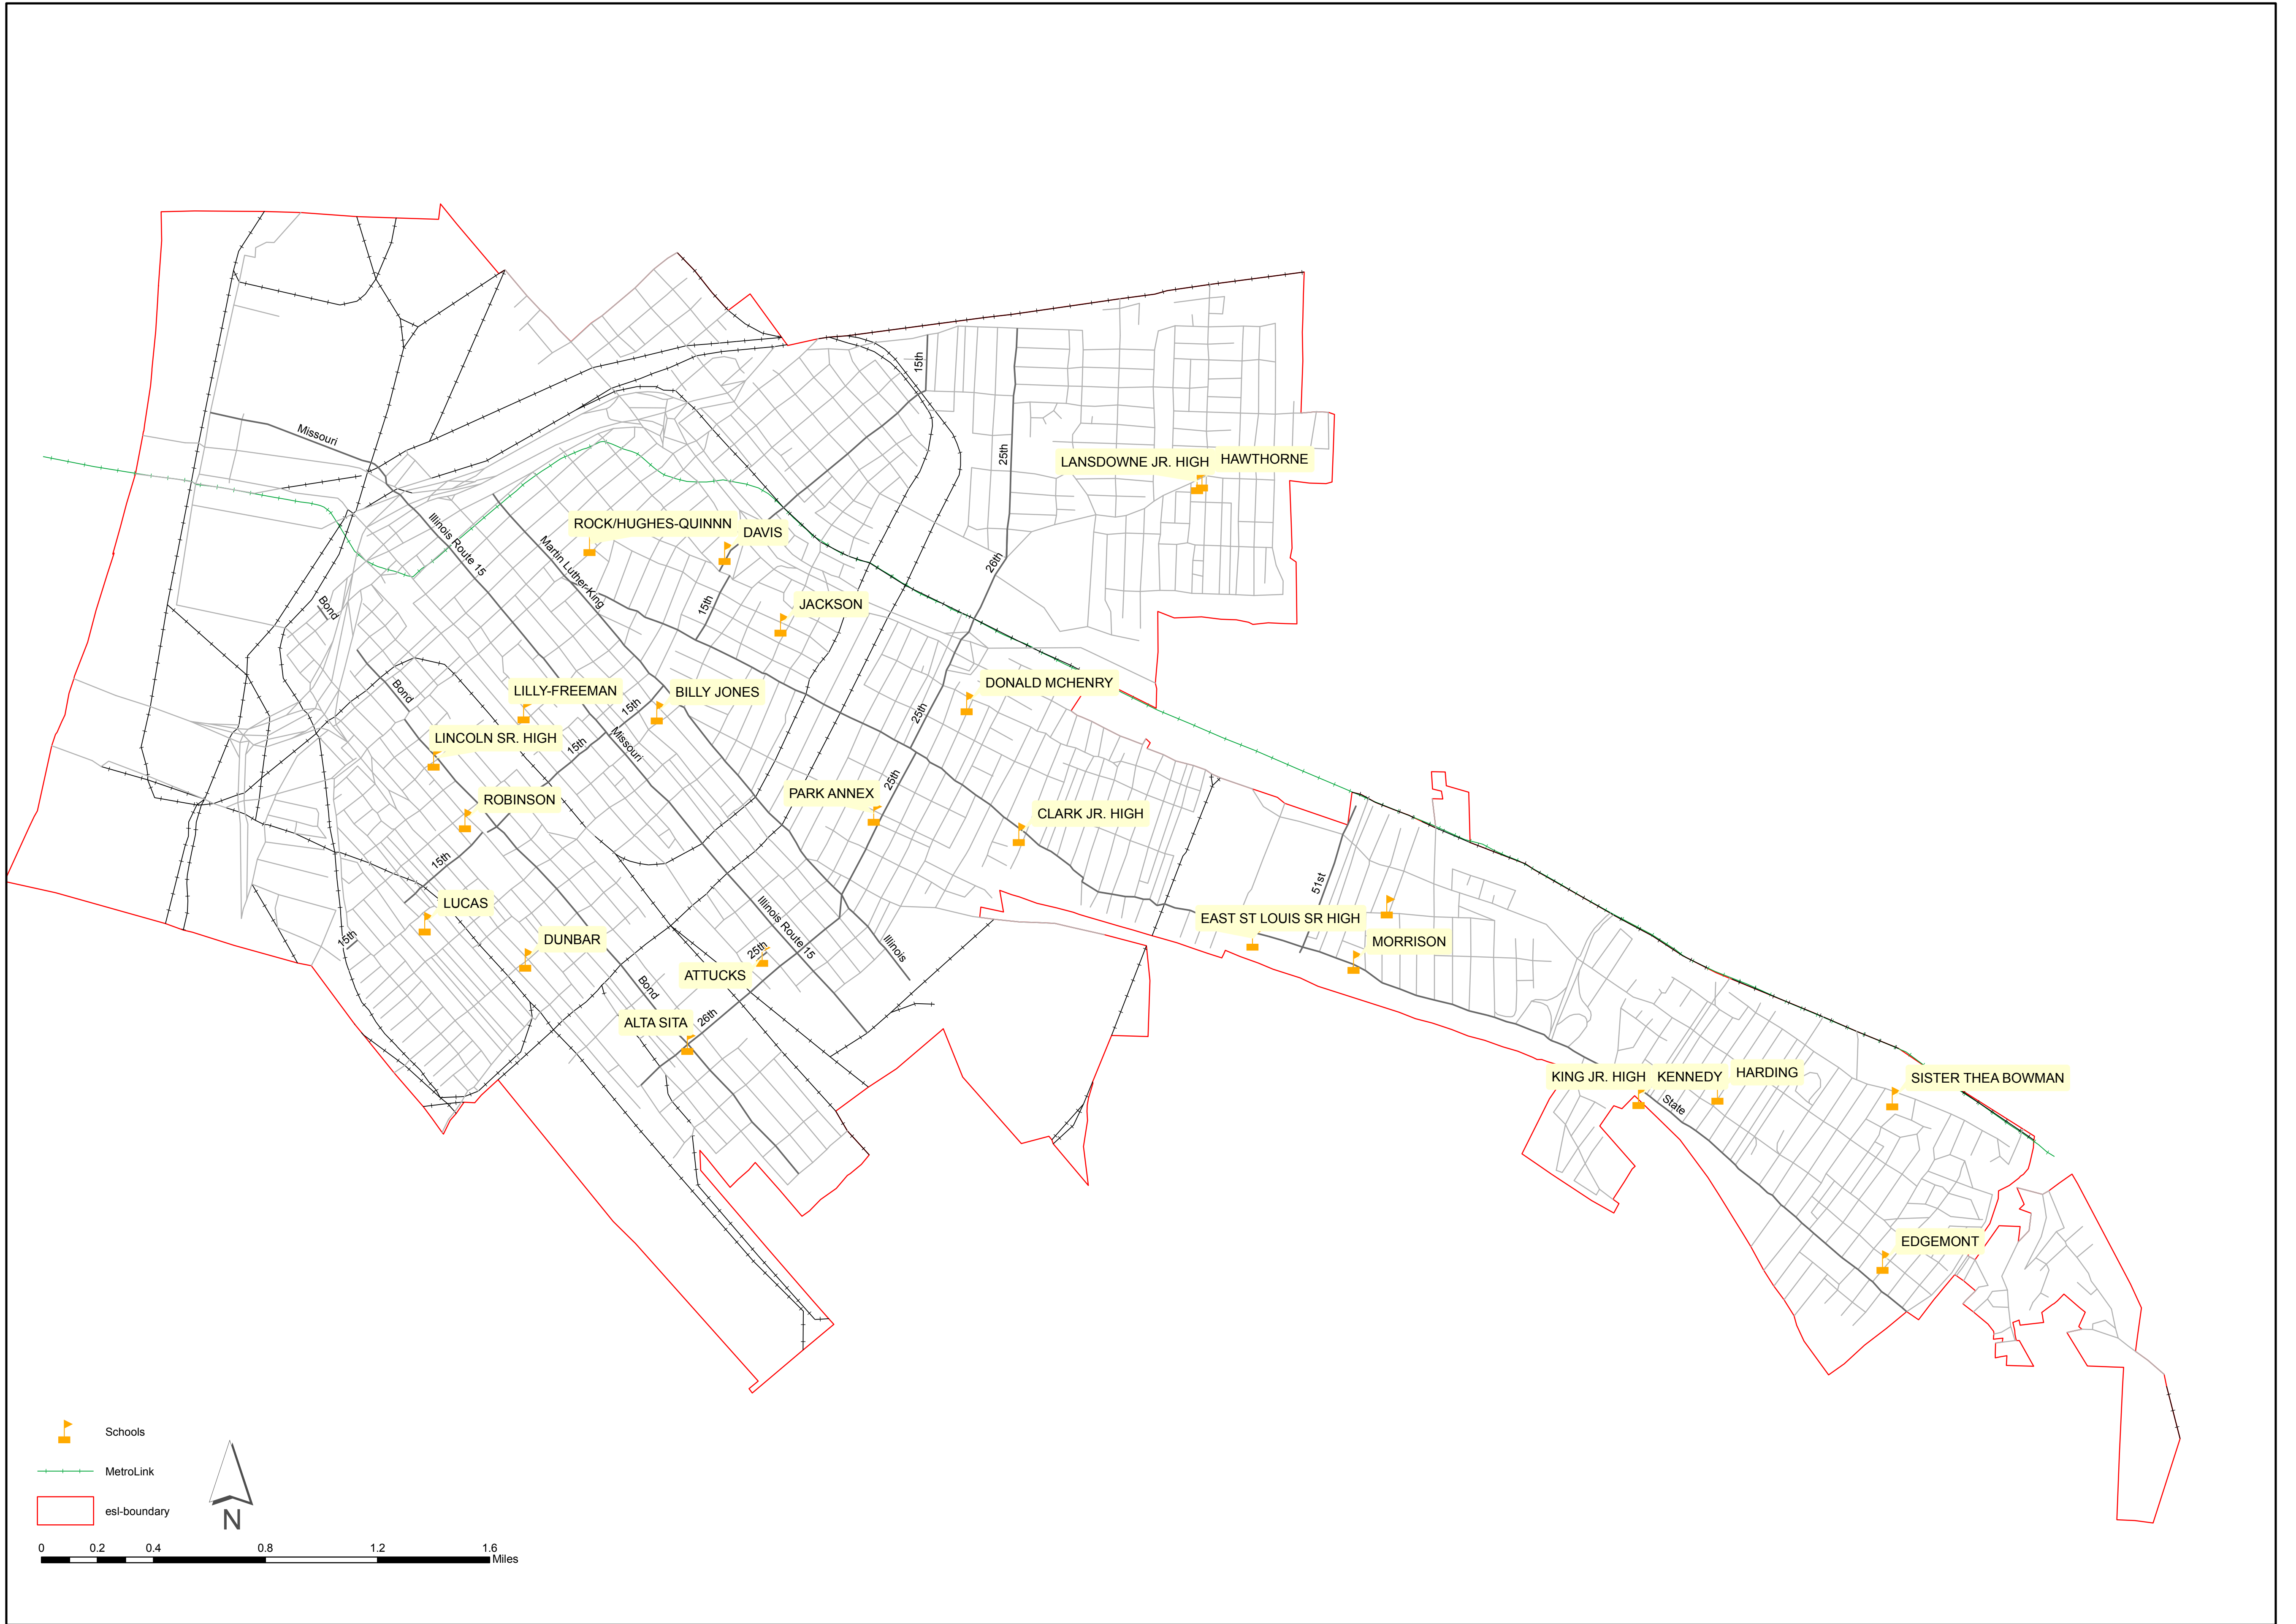 15th
Missouri
25th
LANSDOWNE JR. HIGH
HAWTHORNE
Illinois Route 15
ROCK/HUGHES-QUINNN
DAVIS
Martin Luther-King
26th
Bond
15th
JACKSON
Bond
LILLY-FREEMAN
BILLY JONES
DONALD MCHENRY
15th
25th
LINCOLN SR. HIGH
15th
Missouri
25th
PARK ANNEX
ROBINSON
CLARK JR. HIGH
15th
51st
LUCAS
Illinois Route 15
EAST ST LOUIS SR HIGH
15th
DUNBAR
25th
Illinois
MORRISON
ATTUCKS
Bond
26th
ALTA SITA
KING JR. HIGH
KENNEDY
HARDING
SISTER THEA BOWMAN
State
EDGEMONT
Schools
MetroLink
esl-boundary
N
0 0.2 0.4 0.8 1.2 1.6
Miles